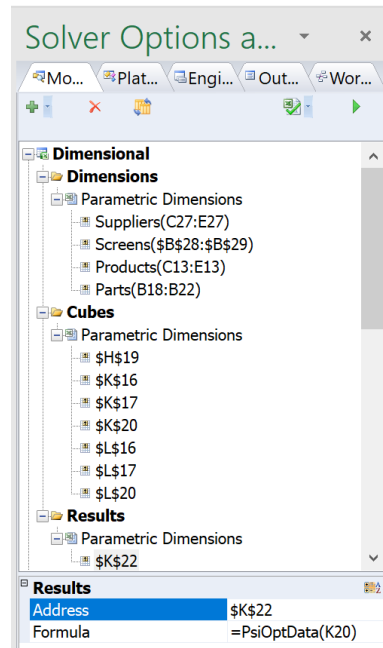 Solver Options a...
Mo... Plat... Engi... Out... Wor...
Dimensional
Dimensions
Parametric Dimensions
Suppliers(C27:E27)
Screens($B$28:$B$29)
Products(C13:E13)
Parts(B18:B22)
Cubes
Parametric Dimensions
$H$19
$K$16
$K$17
$K$20
$L$16
$L$17
$L$20
Results
Parametric Dimensions
$K$22
Results
Address $K$22
Formula =PsiOptData(K20)